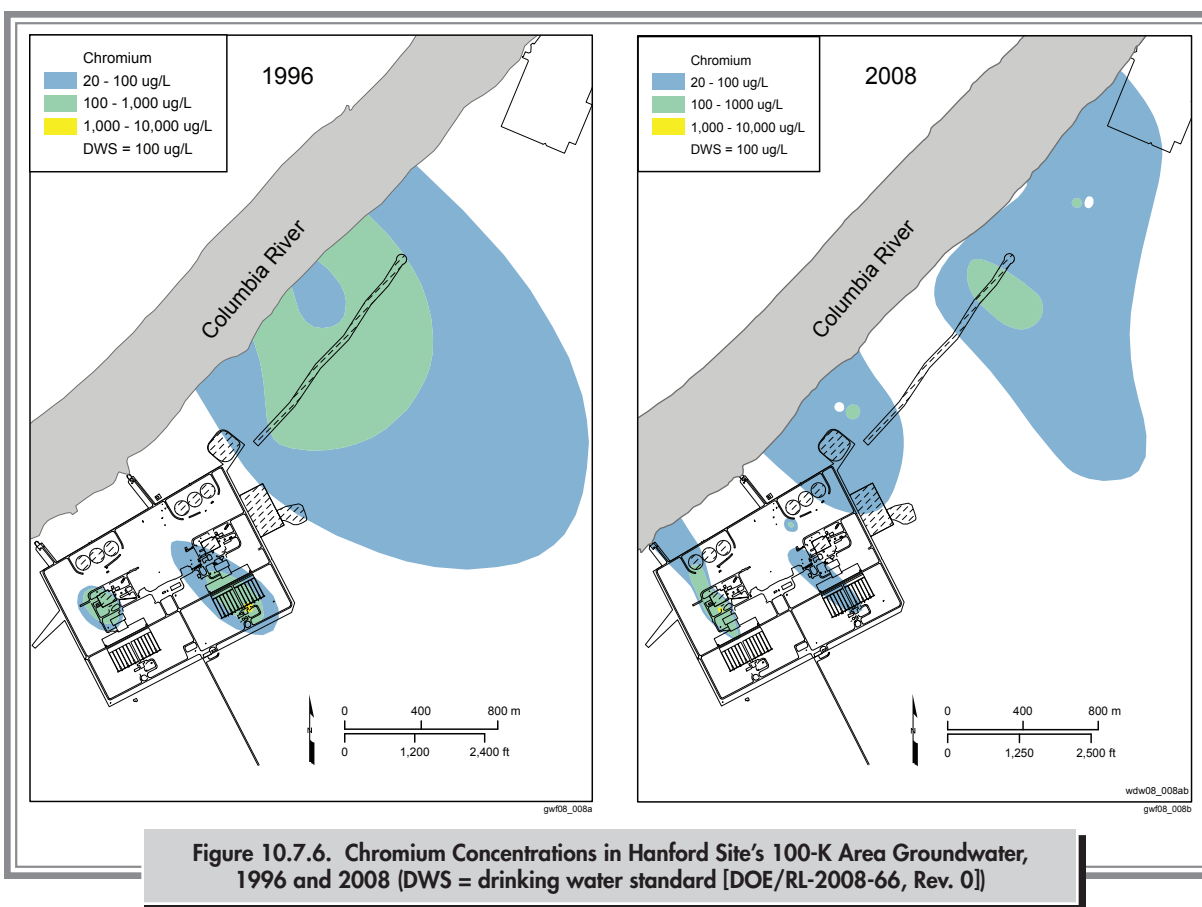 Chromium
20 - 100 ug/L
100 - 1,000 ug/L
1,000 - 10,000 ug/L
DWS = 100 ug/L
1996
Columbia River
N
0 400 800 m
0 1,200 2,400 ft
gwf08_008a
Chromium
20 - 100 ug/L
100 - 1000 ug/L
1,000 - 10,000 ug/L
DWS = 100 ug/L
2008
Columbia River
N
0 400 800 m
0 1,250 2,500 ft
wdw08_008ab
gwf08_008b
Figure 10.7.6. Chromium Concentrations in Hanford Site's 100-K Area Groundwater,
1996 and 2008 (DWS = drinking water standard [DOE/RL-2008-66, Rev. 0])